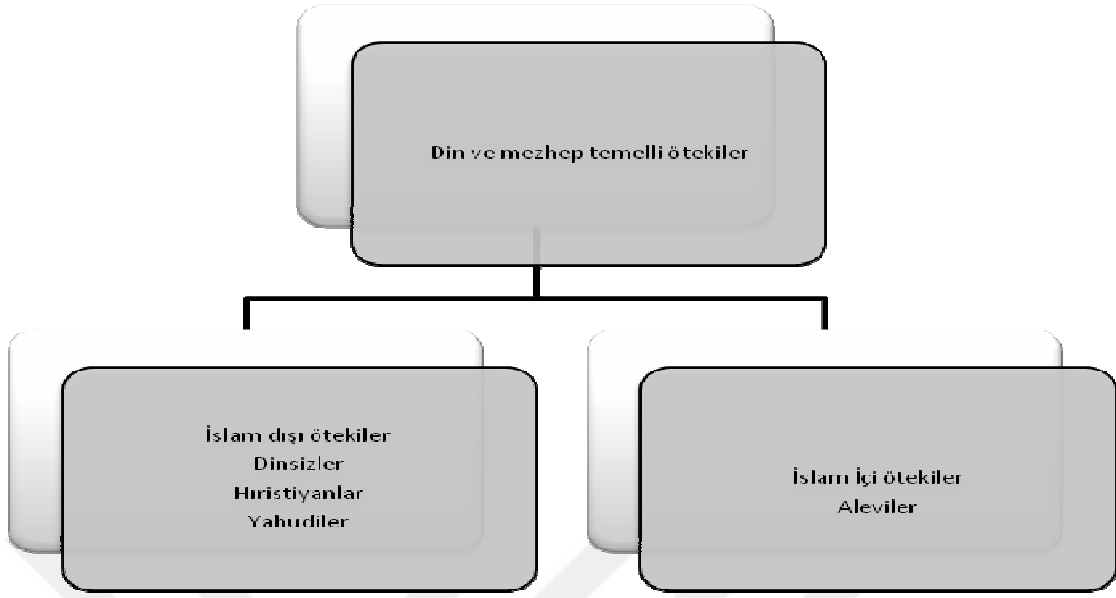 Din ve mezhep temelli ötekiler
İslam dışı ötekiler
Dinsizler
Hıristiyanlar
Yahudiler
İslam İçi ötekiler
Aleviler